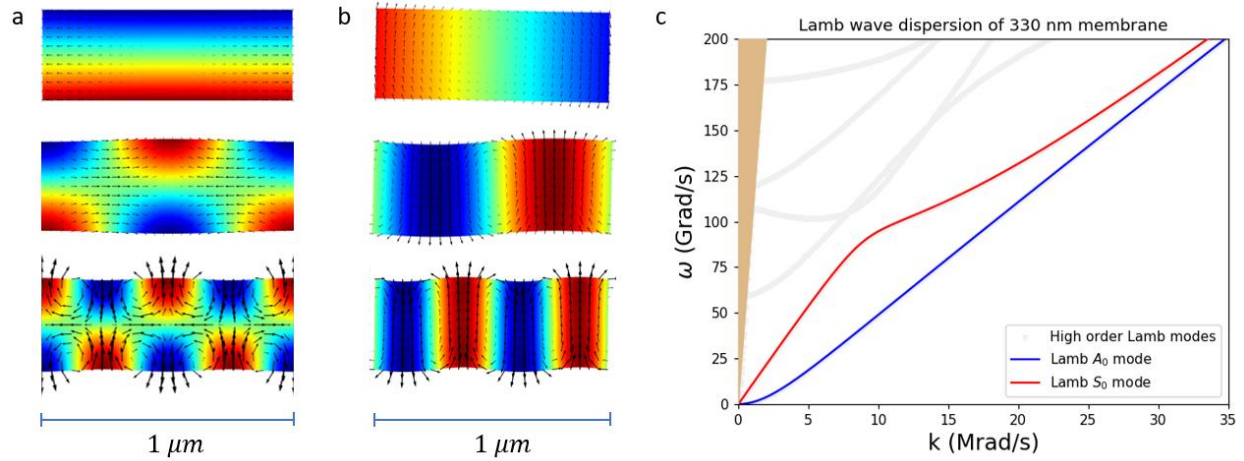 a
b
c
1 μm
1 μm
Lamb wave dispersion of 330 nm membrane
ω (Grad/s)
200
175
150
125
100
75
50
25
0
0 5 10 15 20 25 30 35
k (Mrad/s)
High order Lamb modes
Lamb A₀ mode
Lamb S₀ mode